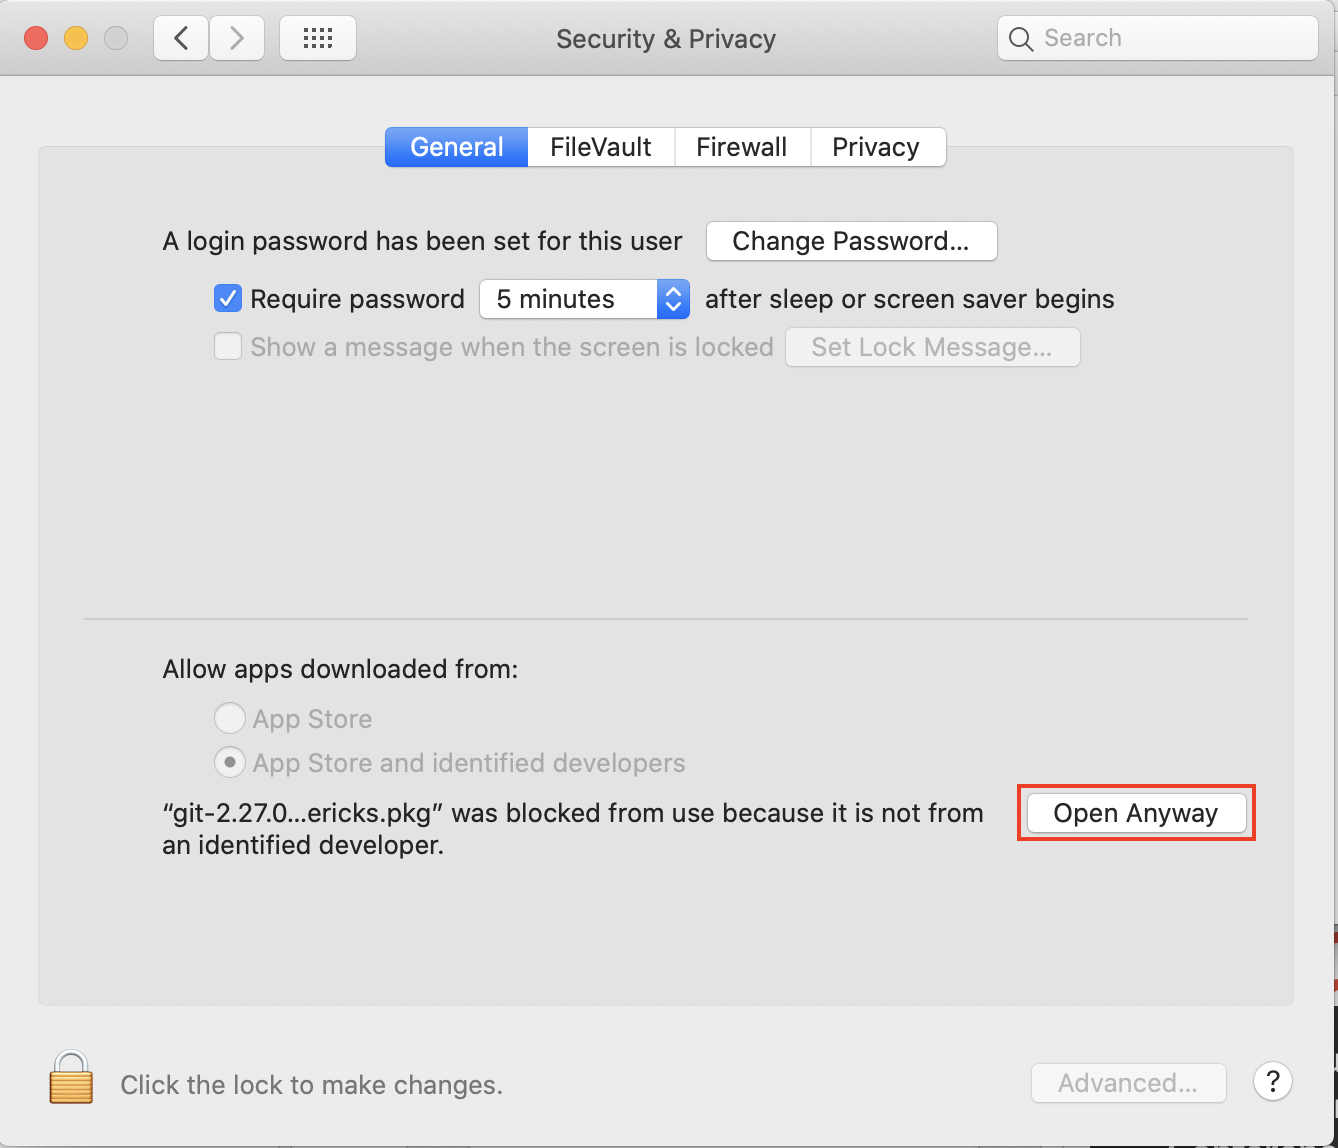 Security & Privacy
Search
General
FileVault
Firewall
Privacy
A login password has been set for this user
Change Password...
Require password
5 minutes
after sleep or screen saver begins
Show a message when the screen is locked
Set Lock Message...
Allow apps downloaded from:
App Store
App Store and identified developers
“git-2.27.0...ericks.pkg” was blocked from use because it is not from
an identified developer.
Open Anyway
Click the lock to make changes.
Advanced...
?